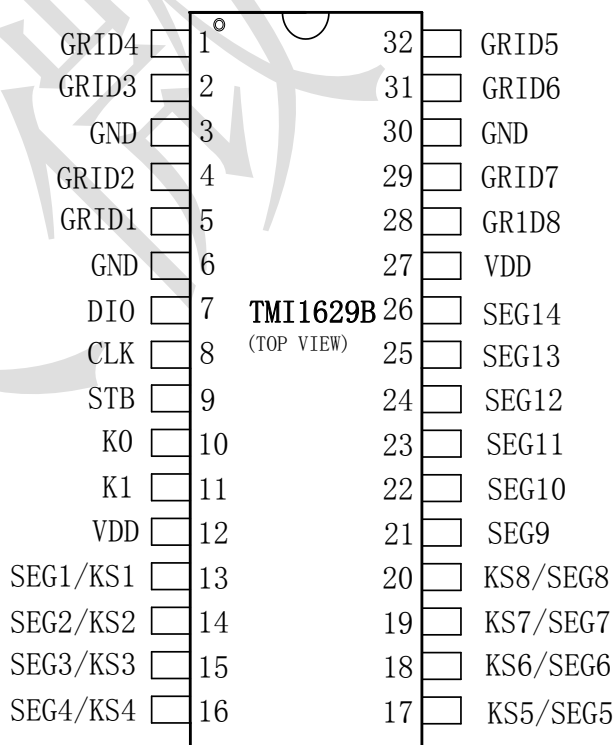 GRID4 1 32 GRID5
GRID3 2 31 GRID6
GND 3 30 GND
GRID2 4 29 GRID7
GRID1 5 28 GR1D8
GND 6 27 VDD
DIO 7 TMI1629B 26 SEG14
(TOP VIEW)
CLK 8 25 SEG13
STB 9 24 SEG12
K0 10 23 SEG11
K1 11 22 SEG10
VDD 12 21 SEG9
SEG1/KS1 13 20 KS8/SEG8
SEG2/KS2 14 19 KS7/SEG7
SEG3/KS3 15 18 KS6/SEG6
SEG4/KS4 16 17 KS5/SEG5